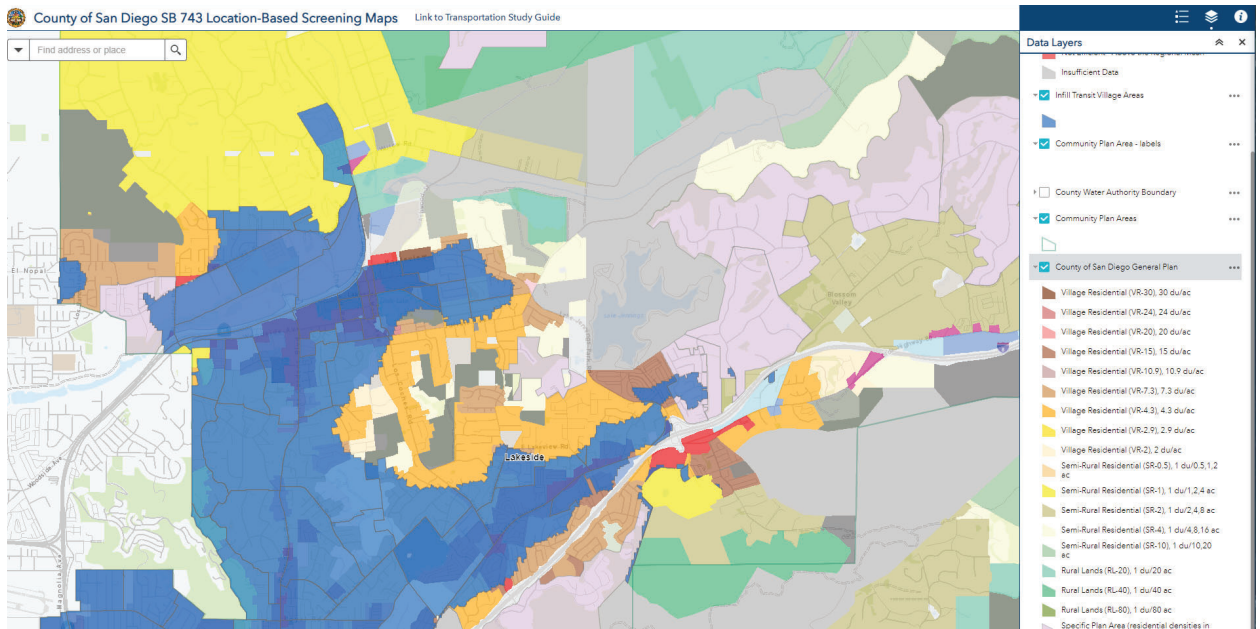 County of San Diego SB 743 Location-Based Screening Maps Link to Transportation Study Guide
Find address or place
El Nopal
Woodside Ave
Magnolia Ave
Lakeside
Blossom Valley
Data Layers
Insufficient Data
Infill Transit Village Areas
Community Plan Area - labels
County Water Authority Boundary
Community Plan Areas
County of San Diego General Plan
Village Residential (VR-30), 30 du/ac
Village Residential (VR-24), 24 du/ac
Village Residential (VR-20), 20 du/ac
Village Residential (VR-15), 15 du/ac
Village Residential (VR-10.9), 10.9 du/ac
Village Residential (VR-7.3), 7.3 du/ac
Village Residential (VR-4.3), 4.3 du/ac
Village Residential (VR-2.9), 2.9 du/ac
Village Residential (VR-2), 2 du/ac
Semi-Rural Residential (SR-0.5), 1 du/0.5,1,2
ac
Semi-Rural Residential (SR-1), 1 du/1,2,4 ac
Semi-Rural Residential (SR-2), 1 du/2,4,8 ac
Semi-Rural Residential (SR-4), 1 du/4,8,16 ac
Semi-Rural Residential (SR-10), 1 du/10,20
ac
Rural Lands (RL-20), 1 du/20 ac
Rural Lands (RL-40), 1 du/40 ac
Rural Lands (RL-80), 1 du/80 ac
Specific Plan Area (residential densities in